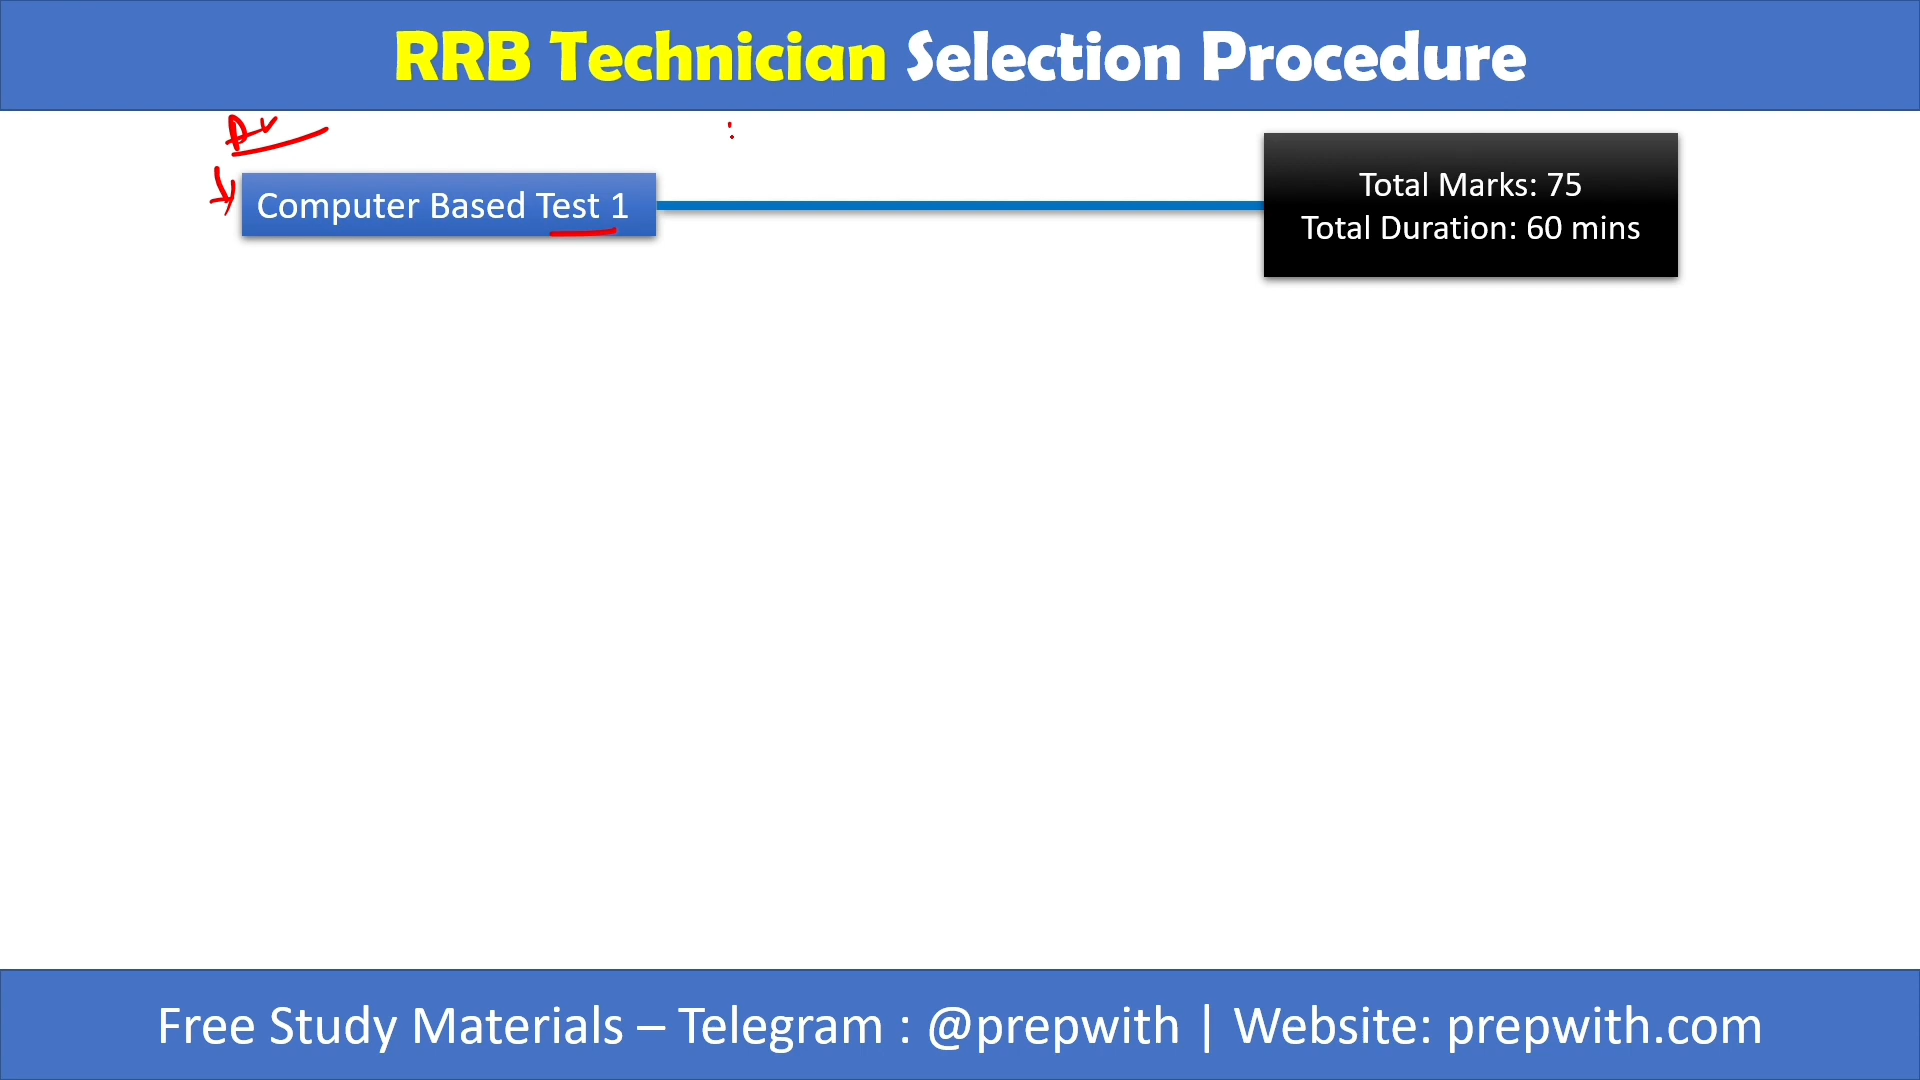 RRB Technician Selection Procedure
Computer Based Test 1
Total Marks: 75
Total Duration: 60 mins
Free Study Materials – Telegram : @prepwith | Website: prepwith.com